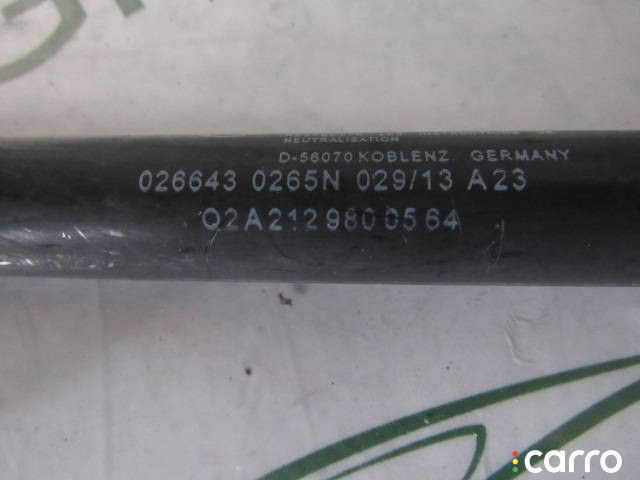 NEUTRALISATION
D-56070 KOBLENZ GERMANY
026643 0265N 029/13 A23
Q2A2129800564
carro